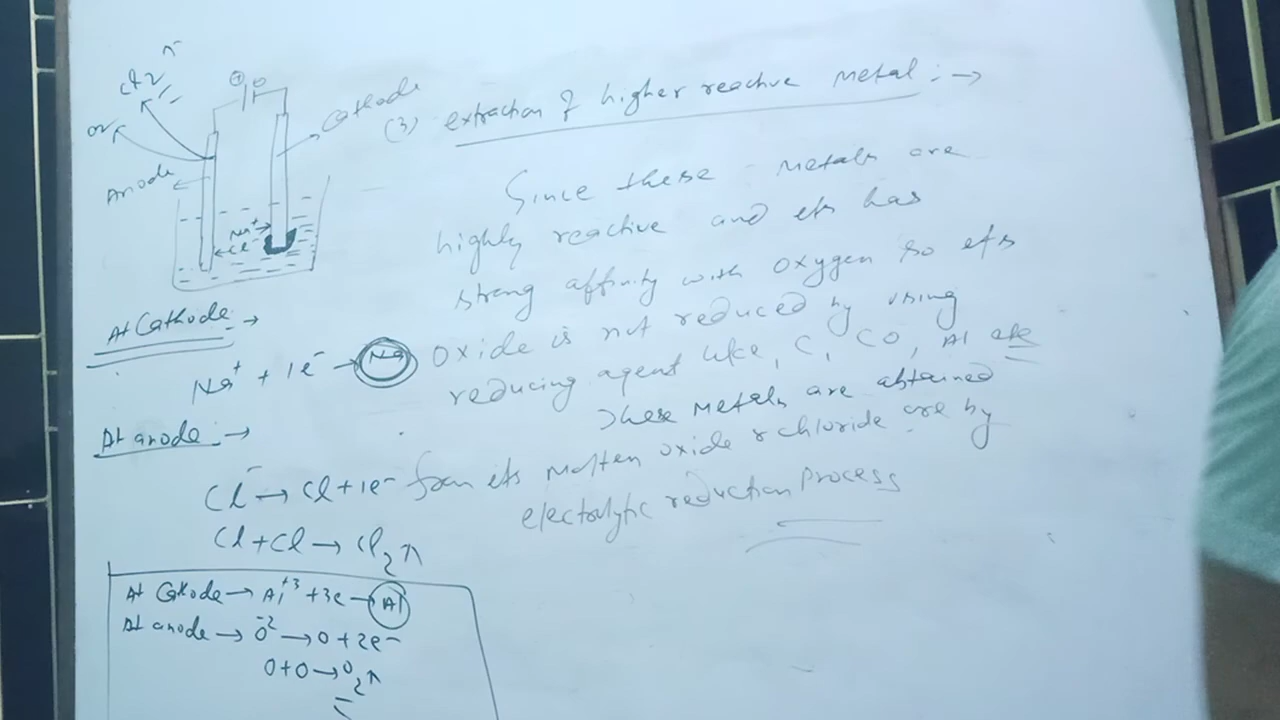 Cl2 ↑
or
Anode
⊕ ⊖
Cathode
Na+
Cl-
(3) extraction of higher reactive metal :→
Since these metals are
highly reactive and its has
strong affinity with oxygen so its
oxide is not reduced by using
reducing agent like, C, CO, Al etc
These metals are obtained
from its molten oxide & chloride are by
electrolytic reduction process
At Cathode :→
Na+ + 1e- → Na
At anode :→
Cl- → Cl + 1e-
Cl + Cl → Cl2 ↑
At Cathode → Al+3 + 3e → Al
At anode → O-2 → O + 2e-
O + O → O2 ↑